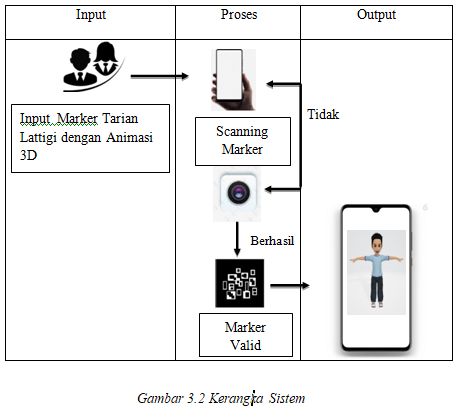 Input
Proses
Output
Input Marker Tarian
Lattigi dengan Animasi
3D
Scanning
Marker
Tidak
Berhasil
Marker
Valid
Gambar 3.2 Kerangka Sistem